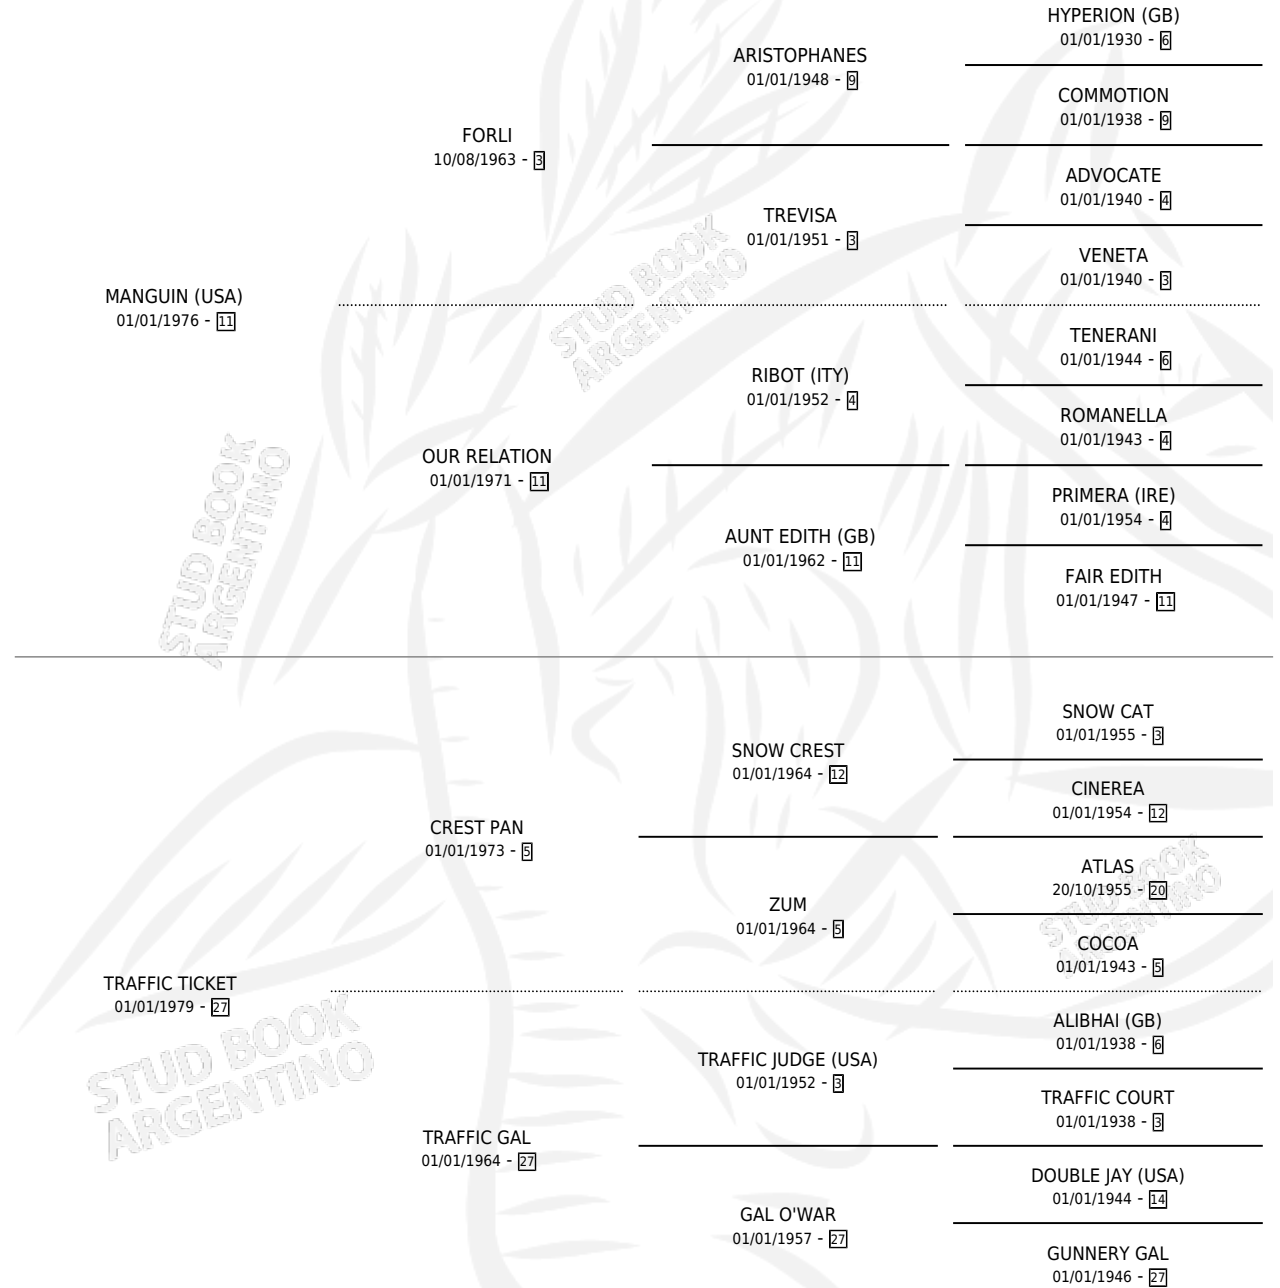 HYPERION (GB)
01/01/1930 - 6
ARISTOPHANES
01/01/1948 - 9
COMMOTION
01/01/1938 - 9
FORLI
10/08/1963 - 3
ADVOCATE
01/01/1940 - 4
TREVISA
01/01/1951 - 3
VENETA
01/01/1940 - 3
MANGUIN (USA)
01/01/1976 - 11
STUD BOOK
ARGENTINO
TENERANI
01/01/1944 - 6
RIBOT (ITY)
01/01/1952 - 4
ROMANELLA
01/01/1943 - 4
OUR RELATION
01/01/1971 - 11
PRIMERA (IRE)
01/01/1954 - 4
AUNT EDITH (GB)
01/01/1962 - 11
FAIR EDITH
01/01/1947 - 11
STUD BOOK
ARGENTINO
SNOW CAT
01/01/1955 - 3
SNOW CREST
01/01/1964 - 12
CINEREA
01/01/1954 - 12
CREST PAN
01/01/1973 - 5
ATLAS
20/10/1955 - 20
ZUM
01/01/1964 - 5
COCOA
01/01/1943 - 5
STUD BOOK
ARGENTINO
TRAFFIC TICKET
01/01/1979 - 27
ALIBHAI (GB)
01/01/1938 - 6
TRAFFIC JUDGE (USA)
01/01/1952 - 3
TRAFFIC COURT
01/01/1938 - 3
STUD BOOK
ARGENTINO
TRAFFIC GAL
01/01/1964 - 27
DOUBLE JAY (USA)
01/01/1944 - 14
GAL O'WAR
01/01/1957 - 27
GUNNERY GAL
01/01/1946 - 27